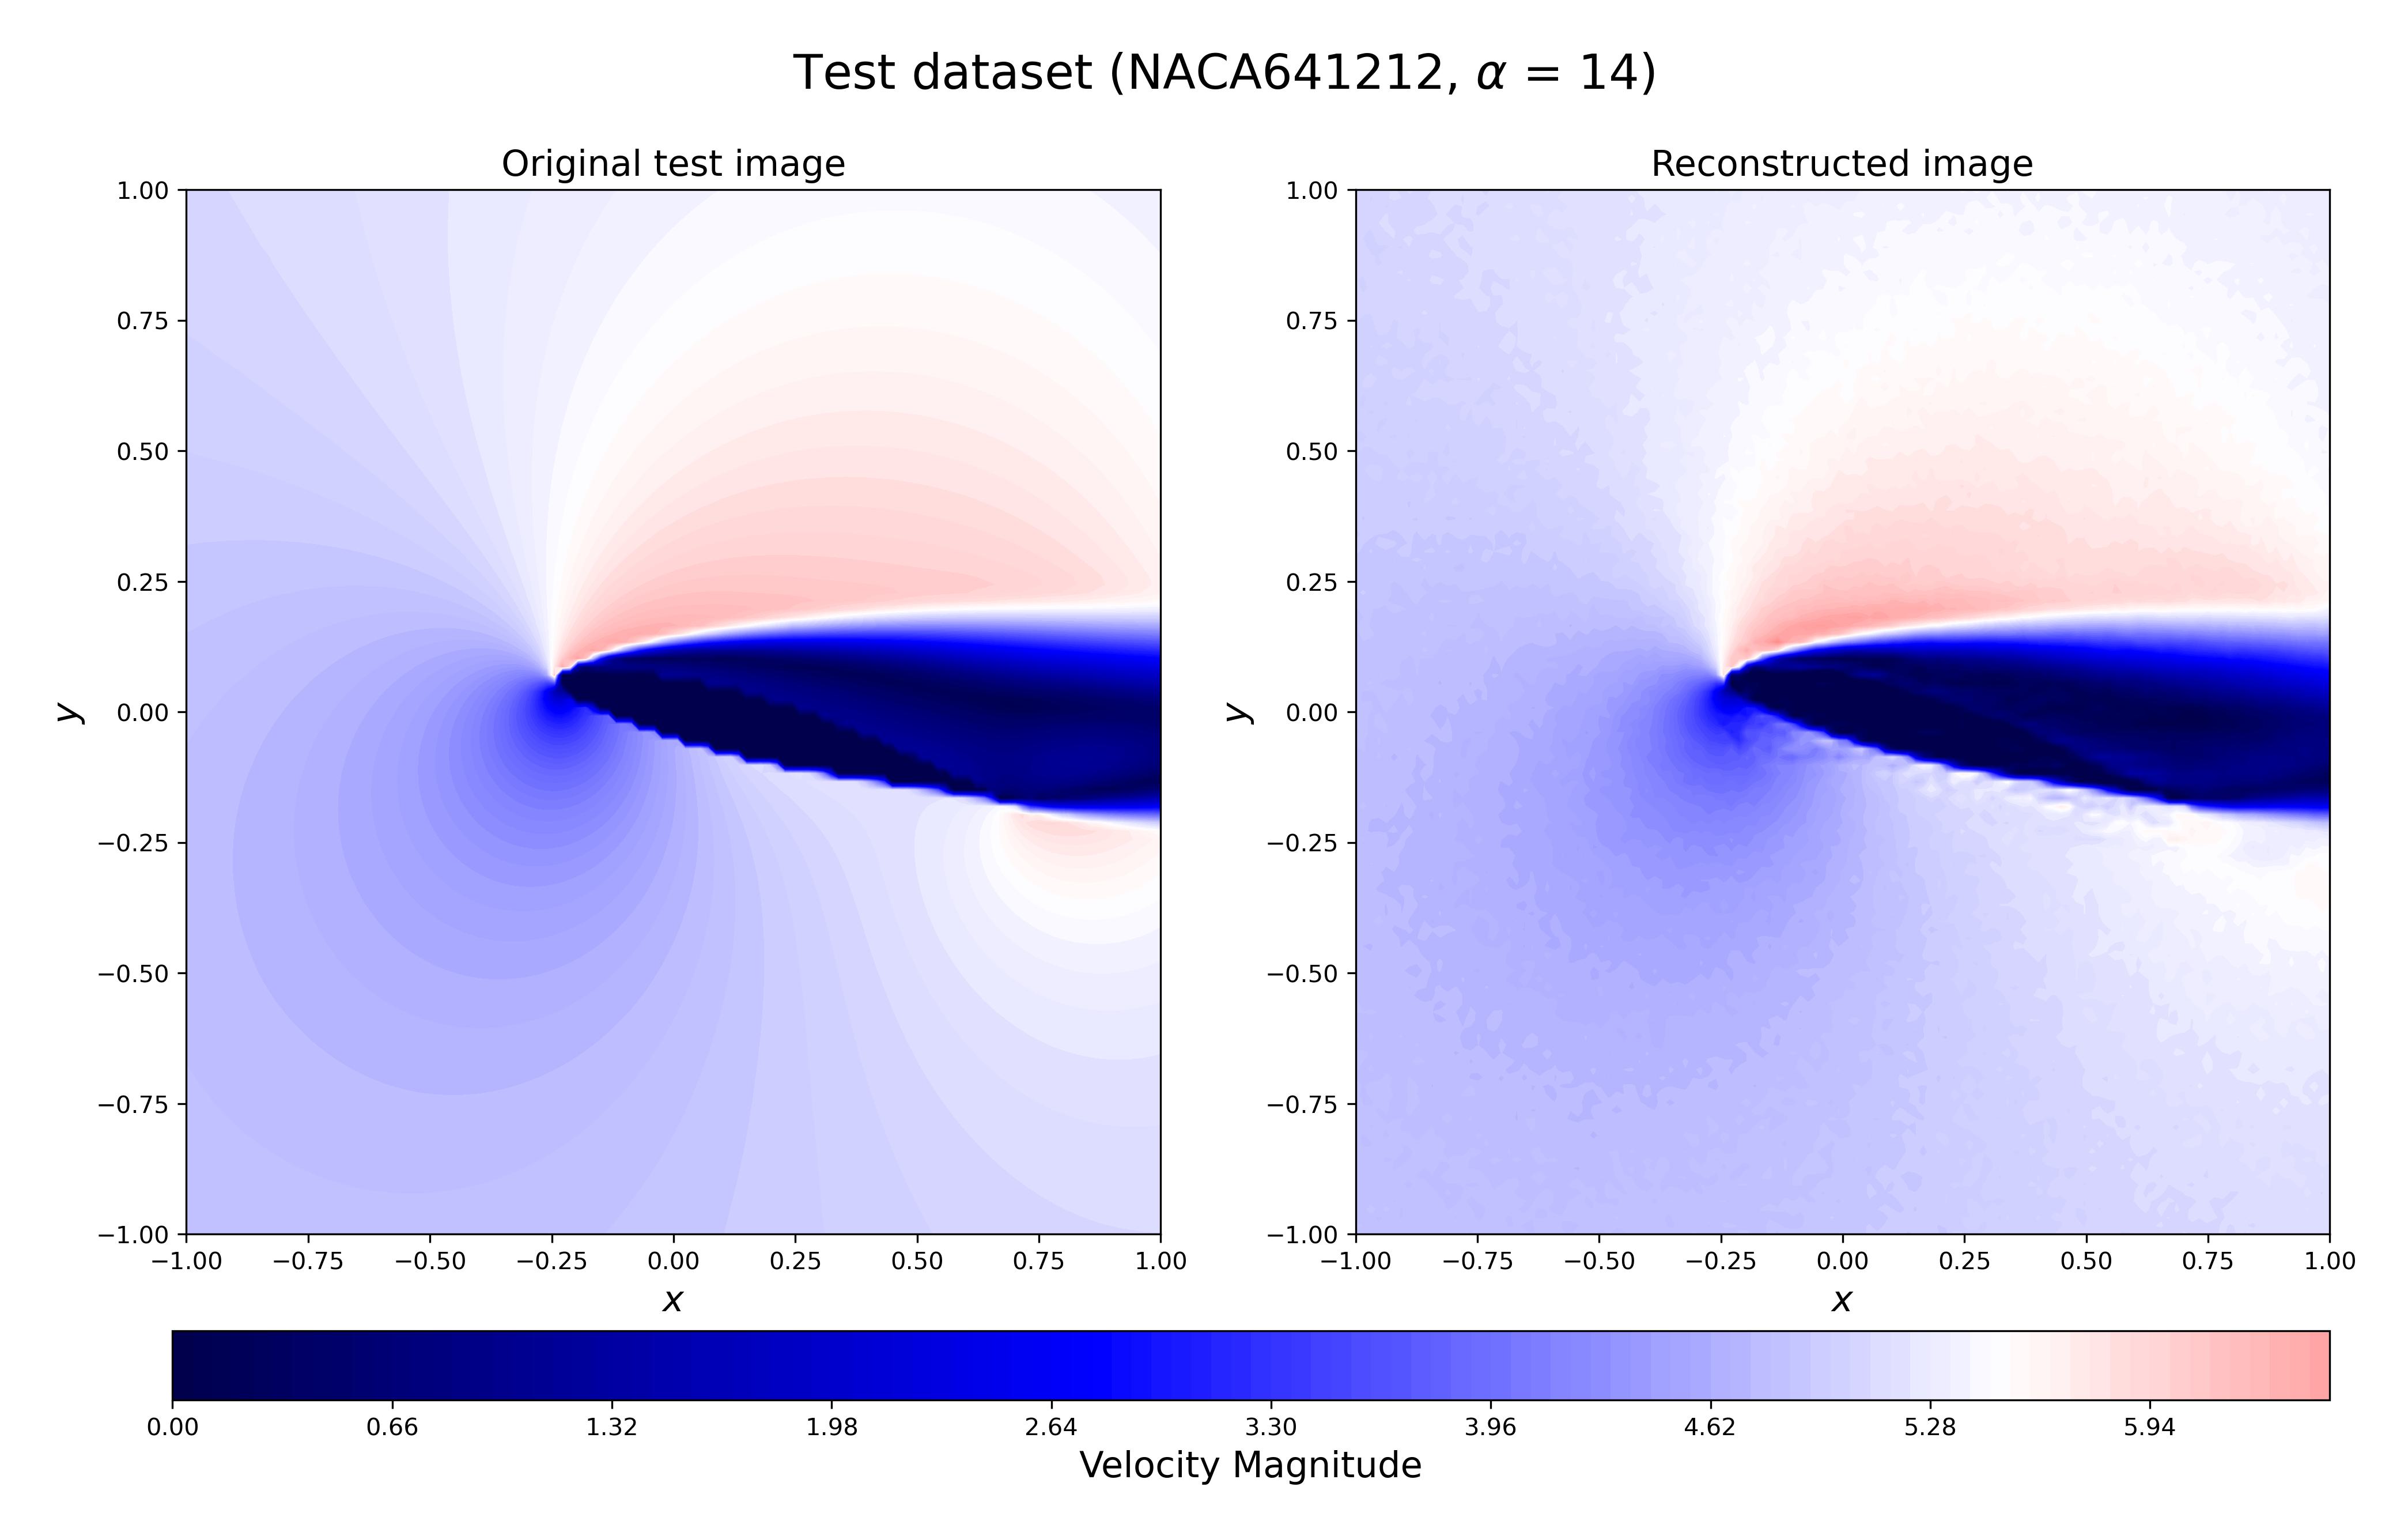 Test dataset (NACA641212, α = 14)
Original test image
Reconstructed image
1.00
0.75
0.50
0.25
0.00
−0.25
−0.50
−0.75
−1.00
y
−1.00 −0.75 −0.50 −0.25 0.00 0.25 0.50 0.75 1.00
x
1.00
0.75
0.50
0.25
0.00
−0.25
−0.50
−0.75
−1.00
y
−1.00 −0.75 −0.50 −0.25 0.00 0.25 0.50 0.75 1.00
x
0.00 0.66 1.32 1.98 2.64 3.30 3.96 4.62 5.28 5.94
Velocity Magnitude